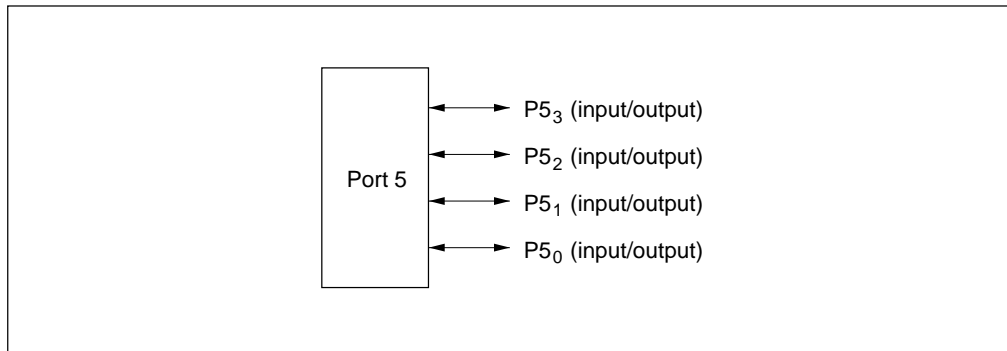 P5₃ (input/output)
P5₂ (input/output)
Port 5
P5₁ (input/output)
P5₀ (input/output)